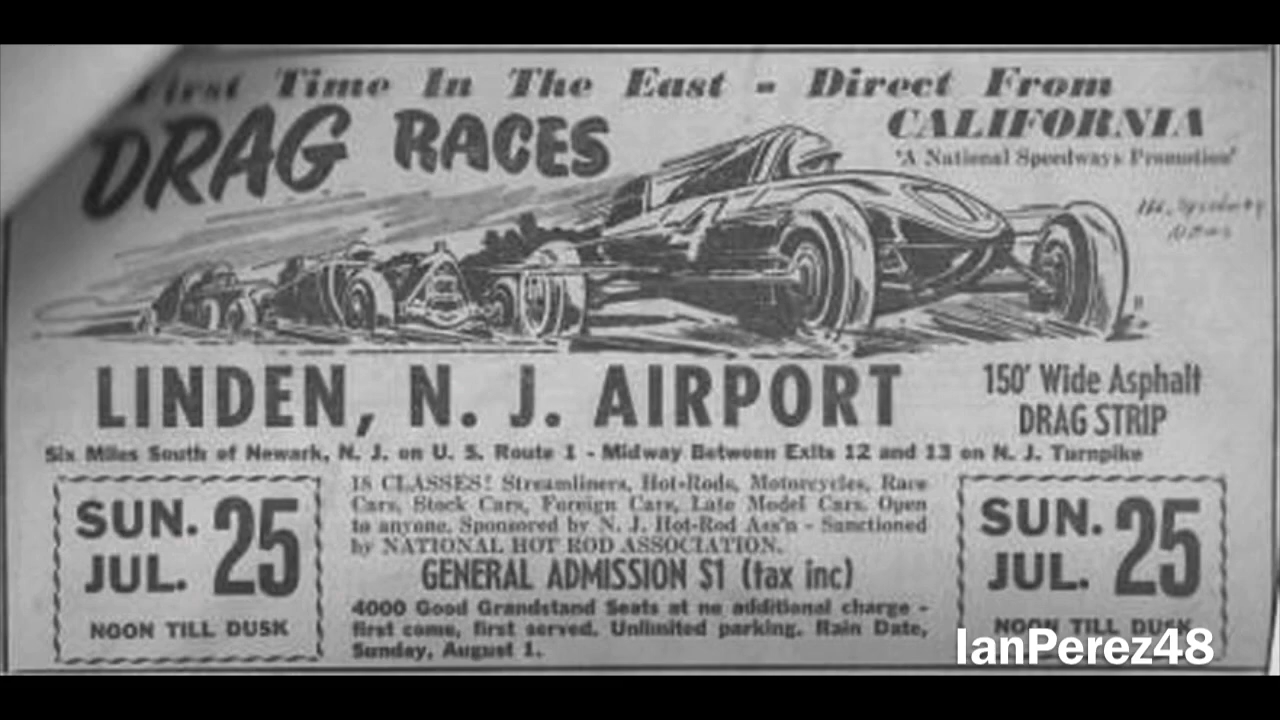 First Time In The East - Direct From
DRAG RACES
CALIFORNIA
"A National Speedways Promotion"
LINDEN, N. J. AIRPORT
150' Wide Asphalt
DRAG STRIP
Six Miles South of Newark, N. J. on U. S. Route 1 - Midway Between Exits 12 and 13 on N. J. Turnpike
SUN.
JUL. 25
NOON TILL DUSK
18 CLASSES! Streamliners, Hot-Rods, Motorcycles, Race
Cars, Stock Cars, Foreign Cars, Late Model Cars. Open
to anyone. Sponsored by N. J. Hot-Rod Ass'n - Sanctioned
by NATIONAL HOT ROD ASSOCIATION.
GENERAL ADMISSION $1 (tax inc)
4000 Good Grandstand Seats at no additional charge -
first come, first served. Unlimited parking. Rain Date,
Sunday, August 1.
SUN.
JUL. 25
NOON TILL DUSK
IanPerez48